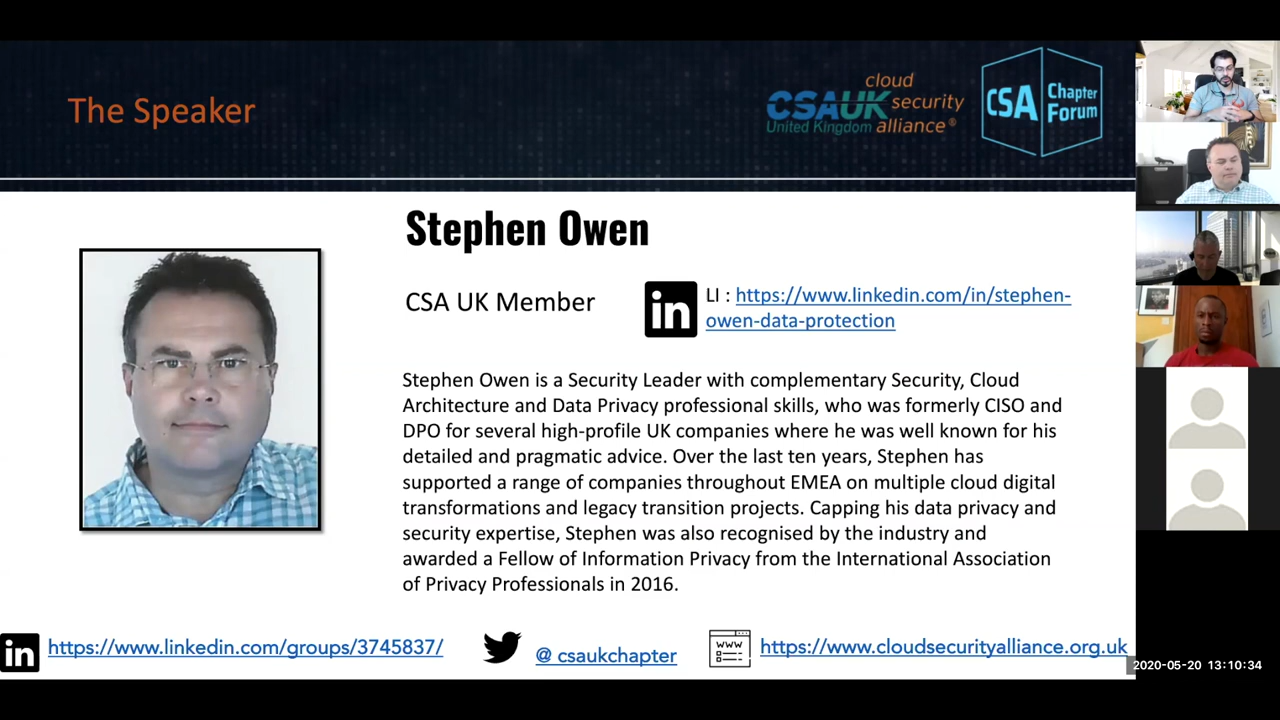 The Speaker
cloud
CSAUK security
United Kingdom alliance®
CSA Chapter
Forum
Stephen Owen
CSA UK Member
in
LI : https://www.linkedin.com/in/stephen-
owen-data-protection
Stephen Owen is a Security Leader with complementary Security, Cloud
Architecture and Data Privacy professional skills, who was formerly CISO and
DPO for several high-profile UK companies where he was well known for his
detailed and pragmatic advice. Over the last ten years, Stephen has
supported a range of companies throughout EMEA on multiple cloud digital
transformations and legacy transition projects. Capping his data privacy and
security expertise, Stephen was also recognised by the industry and
awarded a Fellow of Information Privacy from the International Association
of Privacy Professionals in 2016.
in
https://www.linkedin.com/groups/3745837/
@ csaukchapter
WWW
https://www.cloudsecurityalliance.org.uk
2020-05-20 13:10:34